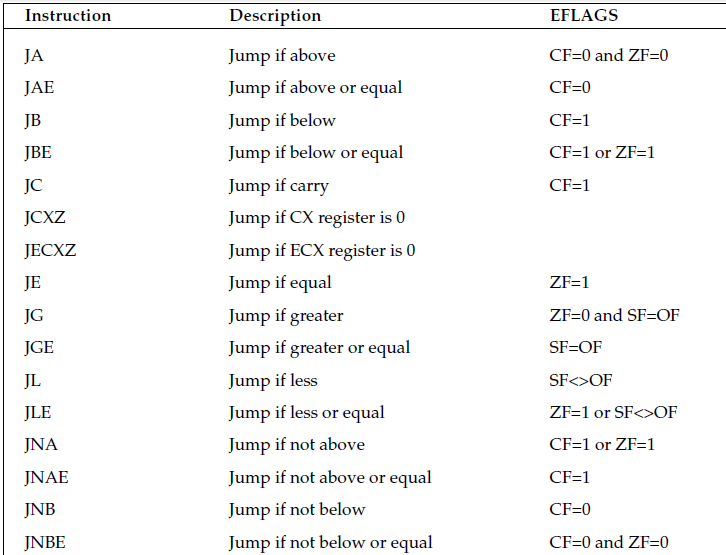 Instruction Description EFLAGS
JA Jump if above CF=0 and ZF=0
JAE Jump if above or equal CF=0
JB Jump if below CF=1
JBE Jump if below or equal CF=1 or ZF=1
JC Jump if carry CF=1
JCXZ Jump if CX register is 0
JECXZ Jump if ECX register is 0
JE Jump if equal ZF=1
JG Jump if greater ZF=0 and SF=OF
JGE Jump if greater or equal SF=OF
JL Jump if less SF<>OF
JLE Jump if less or equal ZF=1 or SF<>OF
JNA Jump if not above CF=1 or ZF=1
JNAE Jump if not above or equal CF=1
JNB Jump if not below CF=0
JNBE Jump if not below or equal CF=0 and ZF=0